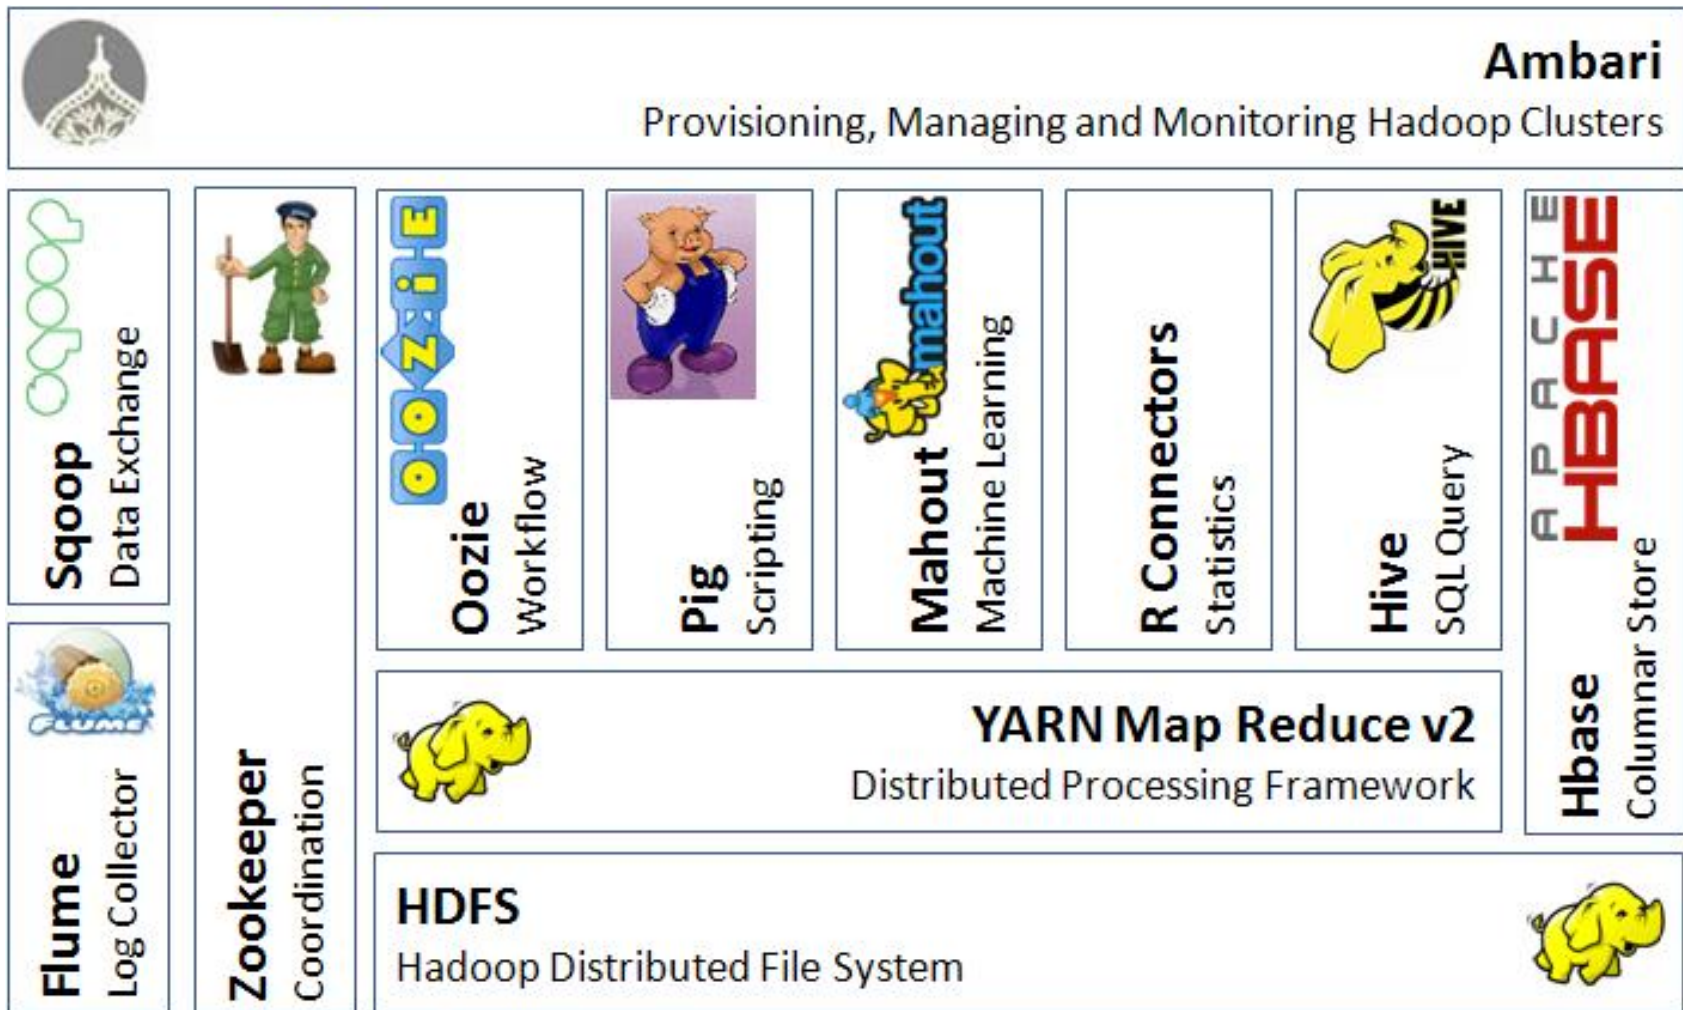 Ambari
Provisioning, Managing and Monitoring Hadoop Clusters
sqoop
Sqoop
Data Exchange
FLUME
Flume
Log Collector
Zookeeper
Coordination
OOZIE
Oozie
Workflow
Pig
Scripting
mahout
Mahout
Machine Learning
R Connectors
Statistics
HIVE
Hive
SQL Query
APACHE
HBASE
Hbase
Columnar Store
YARN Map Reduce v2
Distributed Processing Framework
HDFS
Hadoop Distributed File System